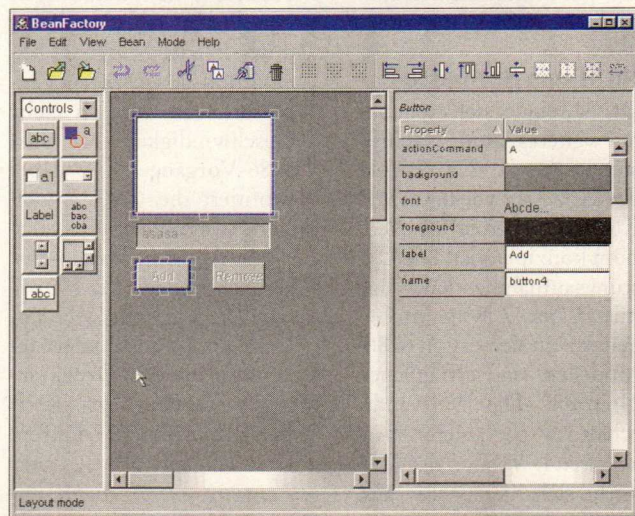 BeanFactory
File Edit View Bean Mode Help
Controls
abc
a
a1
Label
abc
bac
cba
abc
Add
Remove
Button
Property Value
actionCommand A
background
font Abcde...
foreground
label Add
name button4
Layout mode